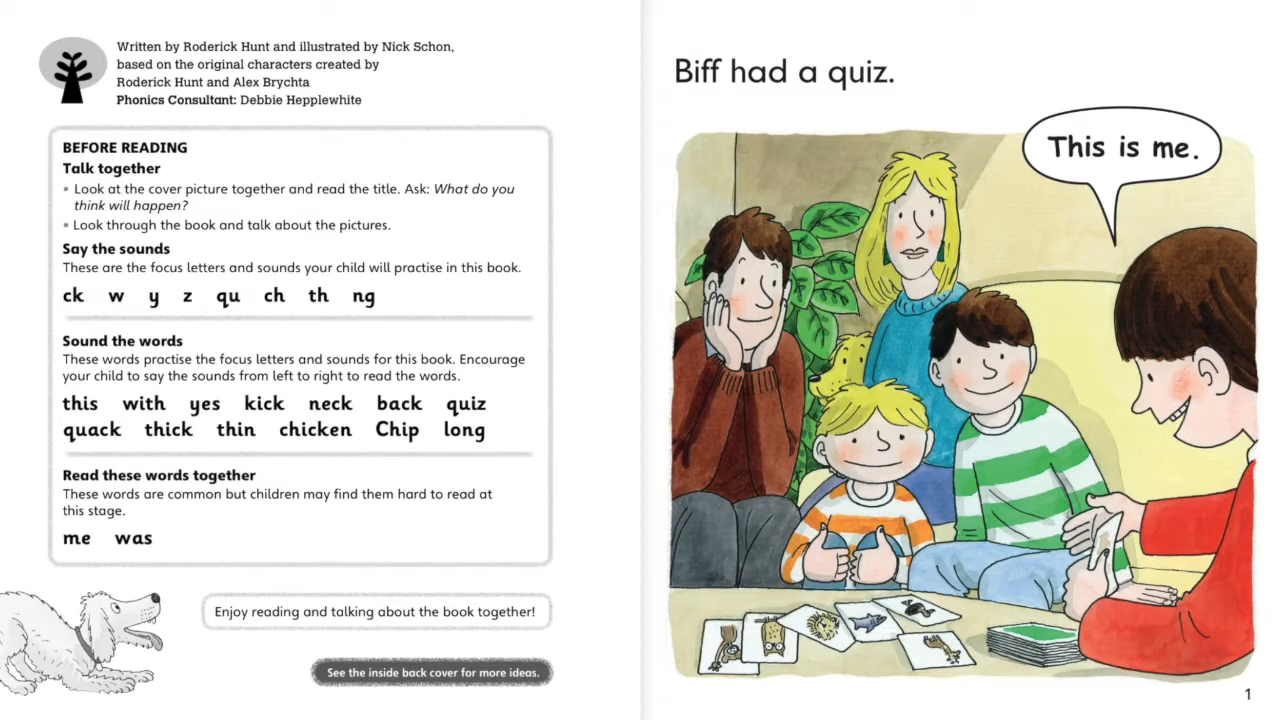 Written by Roderick Hunt and illustrated by Nick Schon,
based on the original characters created by
Roderick Hunt and Alex Brychta
Phonics Consultant: Debbie Hepplewhite
BEFORE READING
Talk together
• Look at the cover picture together and read the title. Ask: What do you
think will happen?
• Look through the book and talk about the pictures.
Say the sounds
These are the focus letters and sounds your child will practise in this book.
ck w y z qu ch th ng
Sound the words
These words practise the focus letters and sounds for this book. Encourage
your child to say the sounds from left to right to read the words.
this with yes kick neck back quiz
quack thick thin chicken Chip long
Read these words together
These words are common but children may find them hard to read at
this stage.
me was
Enjoy reading and talking about the book together!
See the inside back cover for more ideas.
Biff had a quiz.
This is me.
1